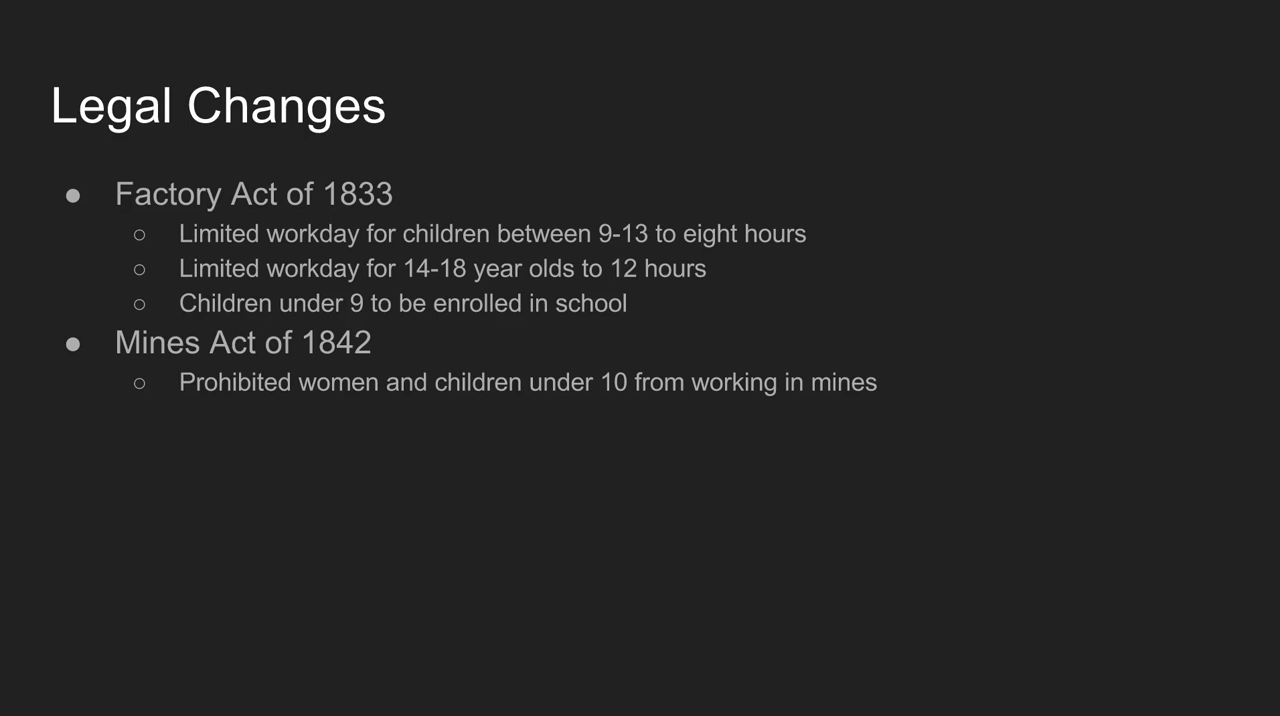 Legal Changes
● Factory Act of 1833
○ Limited workday for children between 9-13 to eight hours
○ Limited workday for 14-18 year olds to 12 hours
○ Children under 9 to be enrolled in school
● Mines Act of 1842
○ Prohibited women and children under 10 from working in mines